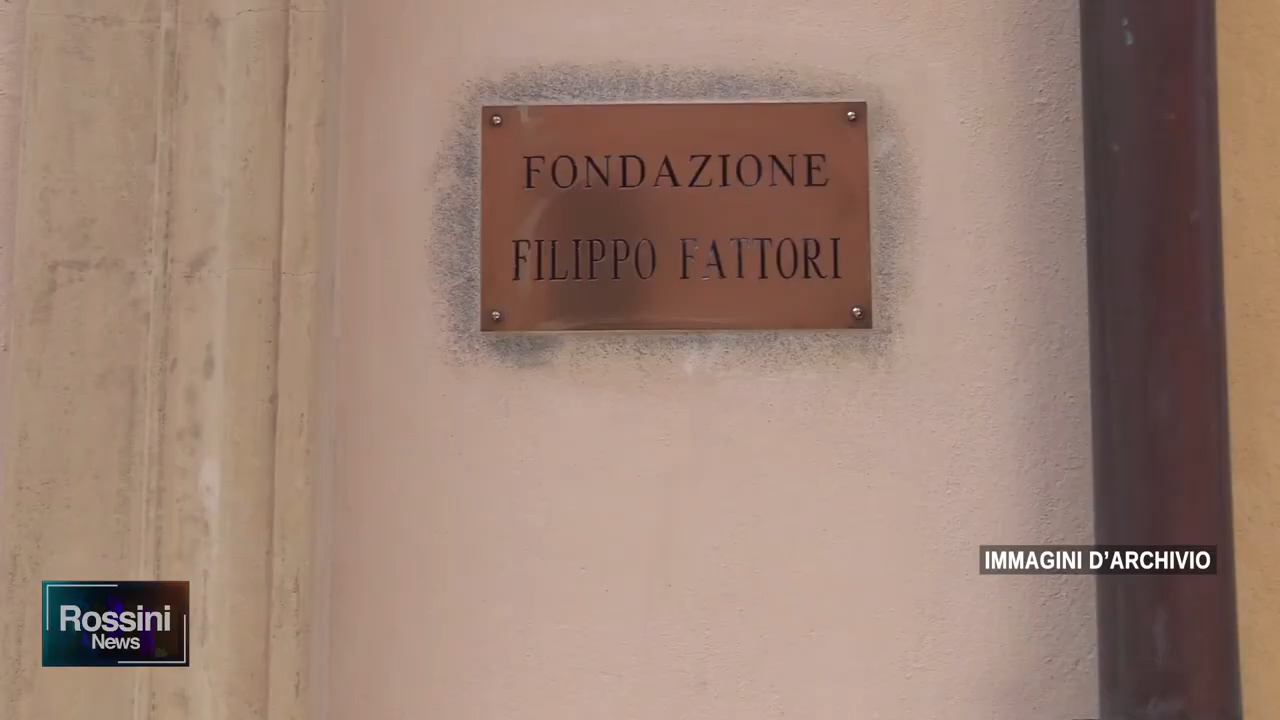 FONDAZIONE
FILIPPO FATTORI
IMMAGINI D'ARCHIVIO
Rossini
News